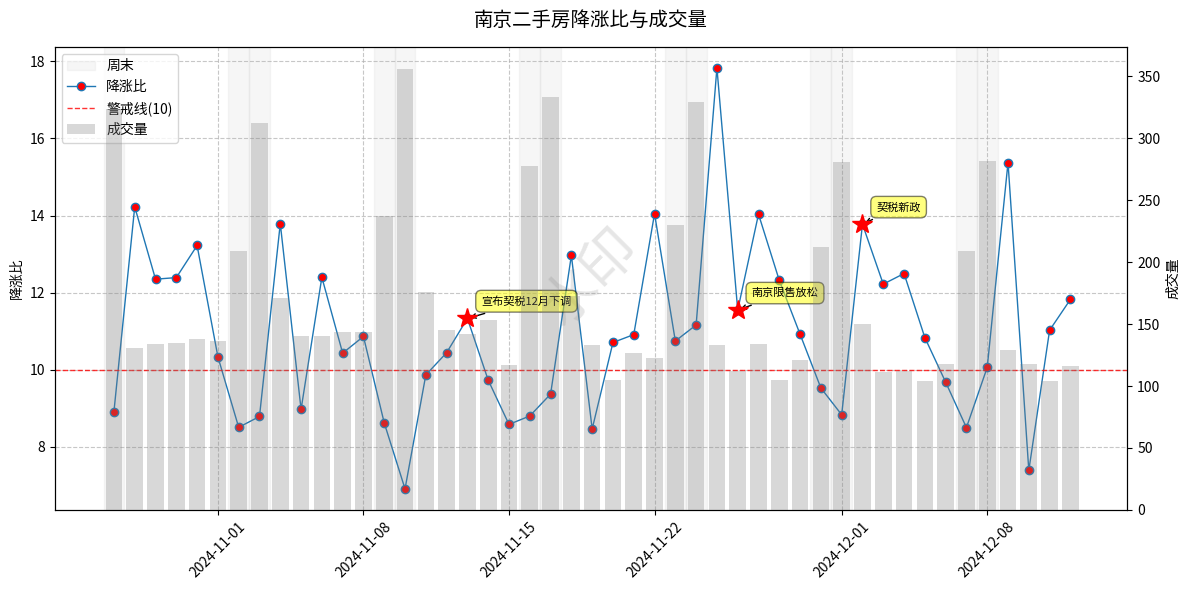 南京二手房降涨比与成交量
周末
降涨比
警戒线(10)
成交量
18
16
14
12
10
8
降涨比
350
300
250
200
150
100
50
0
成交量
契税新政
南京限售放松
宣布契税12月下调
水印
2024-11-01
2024-11-08
2024-11-15
2024-11-22
2024-12-01
2024-12-08